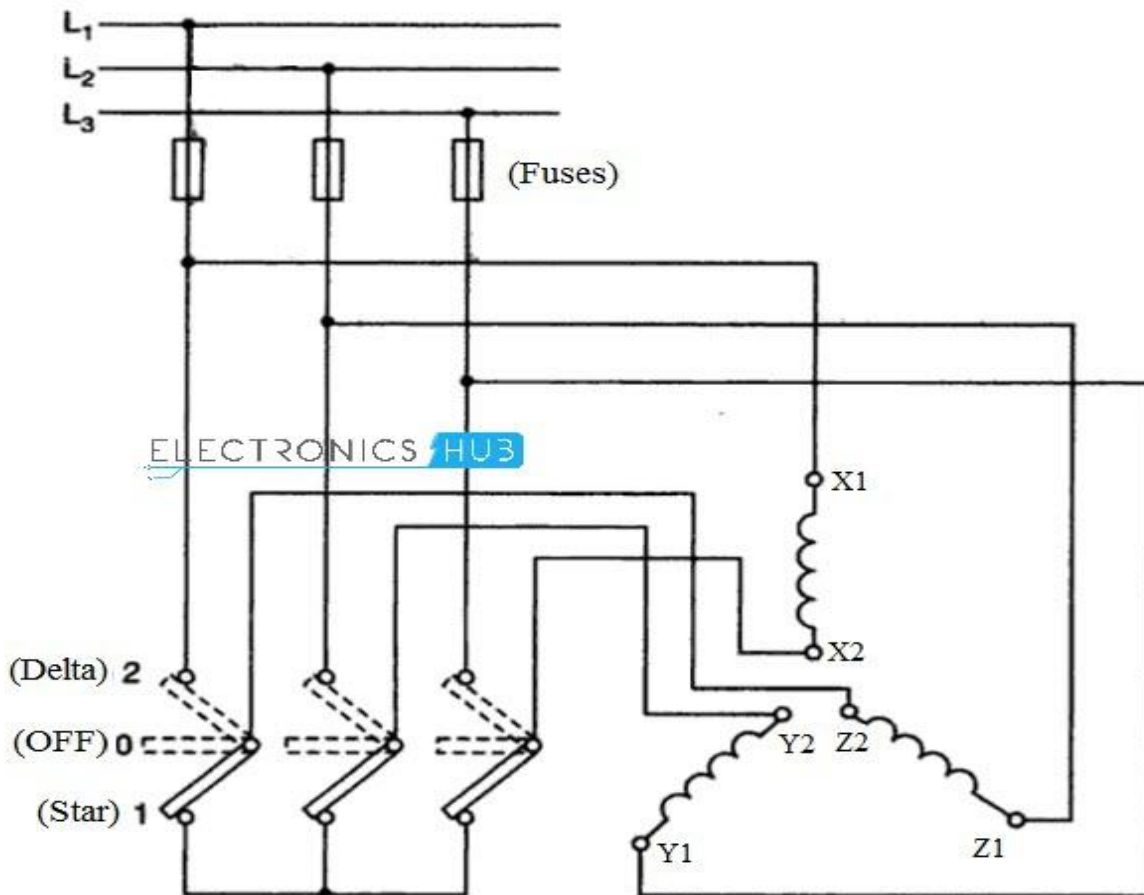 L1
L2
L3
(Fuses)
ELECTRONICS HUB
X1
X2
(Delta) 2
(OFF) 0
Y2 Z2
(Star) 1
Y1
Z1